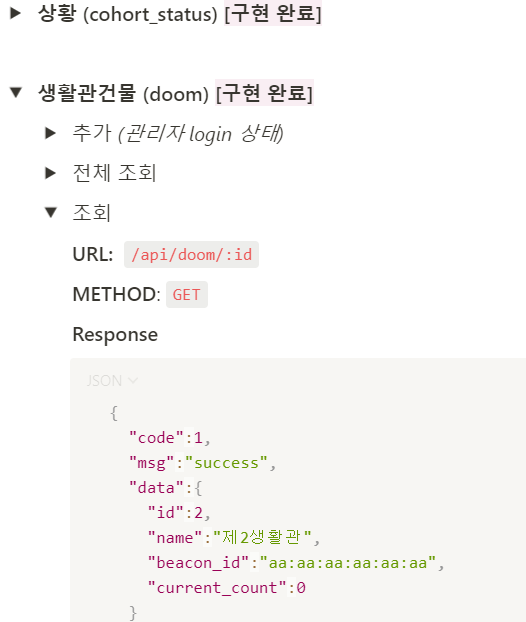 상황 (cohort_status) [구현 완료]
생활관건물 (doom) [구현 완료]
추가 (관리자 login 상태)
전체 조회
조회
URL: /api/doom/:id
METHOD: GET
Response
JSON
{
"code":1,
"msg":"success",
"data":{
"id":2,
"name":"제2생활관",
"beacon_id":"aa:aa:aa:aa:aa:aa",
"current_count":0
}